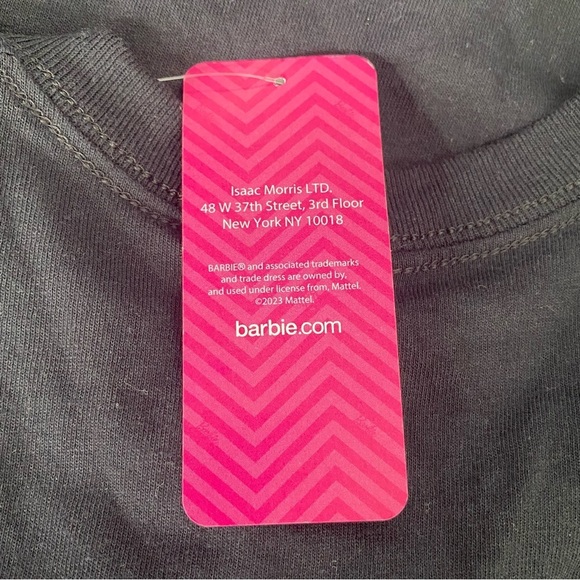 Isaac Morris LTD.
48 W 37th Street, 3rd Floor
New York NY 10018
BARBIE® and associated trademarks
and trade dress are owned by,
and used under license from, Mattel.
©2023 Mattel.
barbie.com